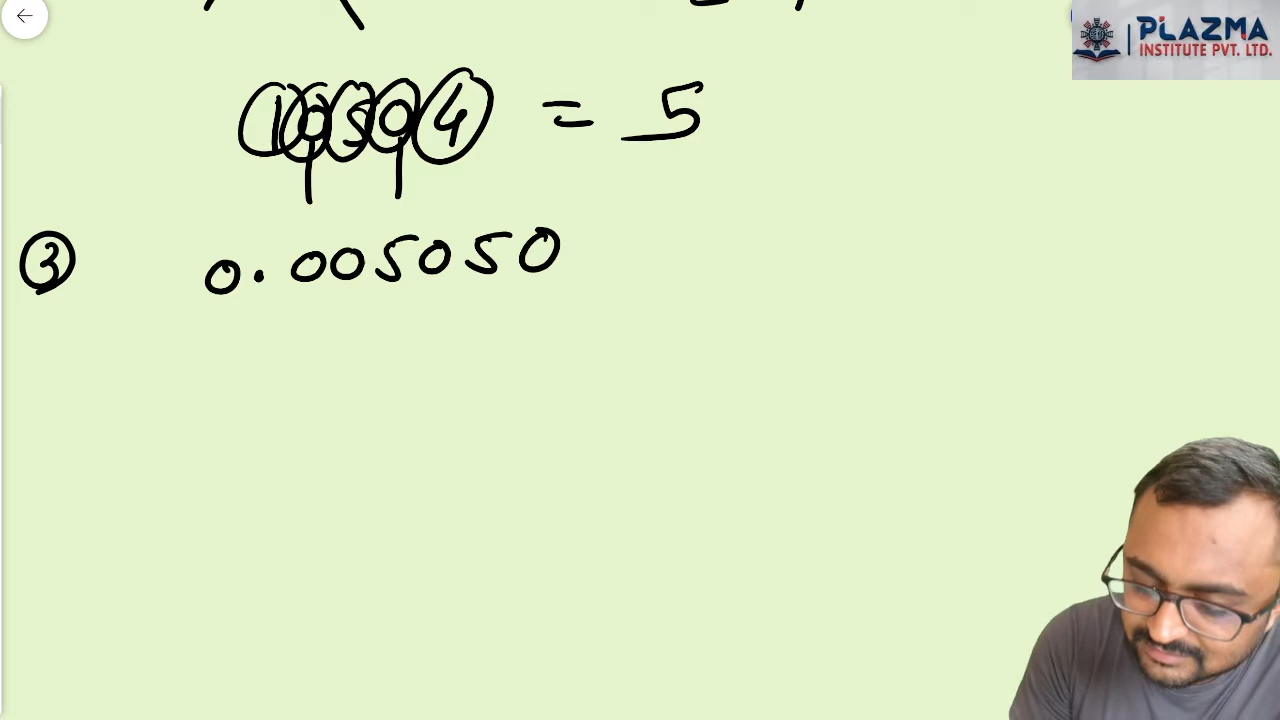 PLAZMA
INSTITUTE PVT. LTD.
10504 = 5
3 0.005050